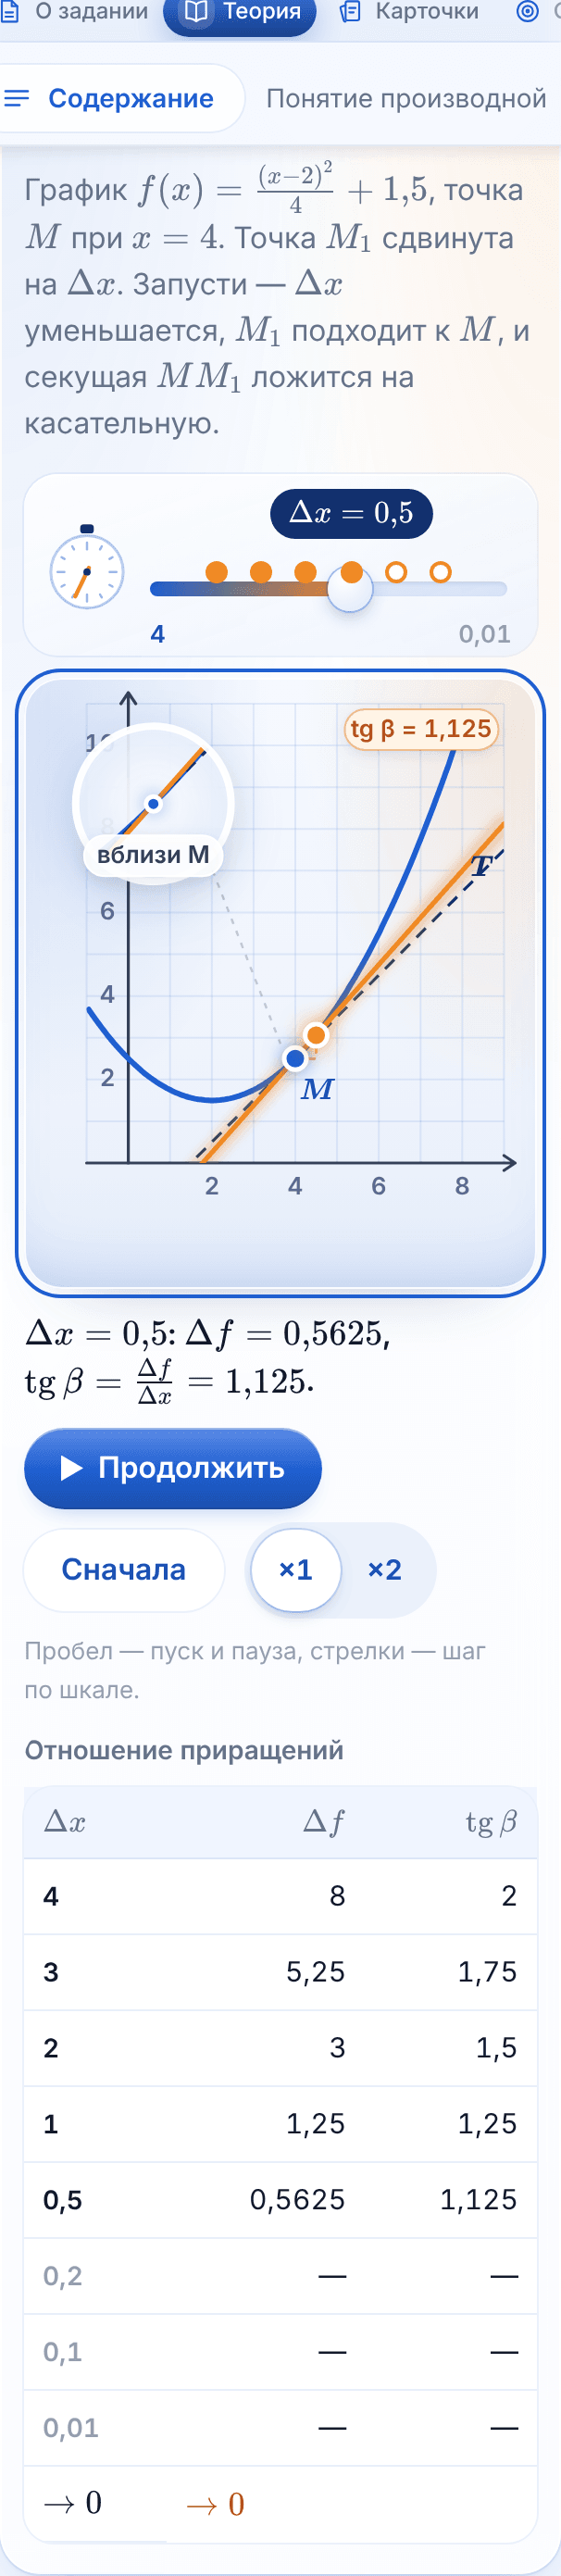 О задании Теория Карточки
Содержание Понятие производной
График f(x) = (x−2)²/4 + 1,5, точка
M при x = 4. Точка M₁ сдвинута
на Δx. Запусти — Δx
уменьшается, M₁ подходит к M, и
секущая MM₁ ложится на
касательную.
Δx = 0,5
4 0,01
tg β = 1,125
вблизи M
T
6
4
2
M
2 4 6 8
Δx = 0,5: Δf = 0,5625,
tg β = Δf/Δx = 1,125.
Продолжить
Сначала ×1 ×2
Пробел — пуск и пауза, стрелки — шаг
по шкале.
Отношение приращений
Δx Δf tg β
4 8 2
3 5,25 1,75
2 3 1,5
1 1,25 1,25
0,5 0,5625 1,125
0,2 — —
0,1 — —
0,01 — —
→ 0 → 0